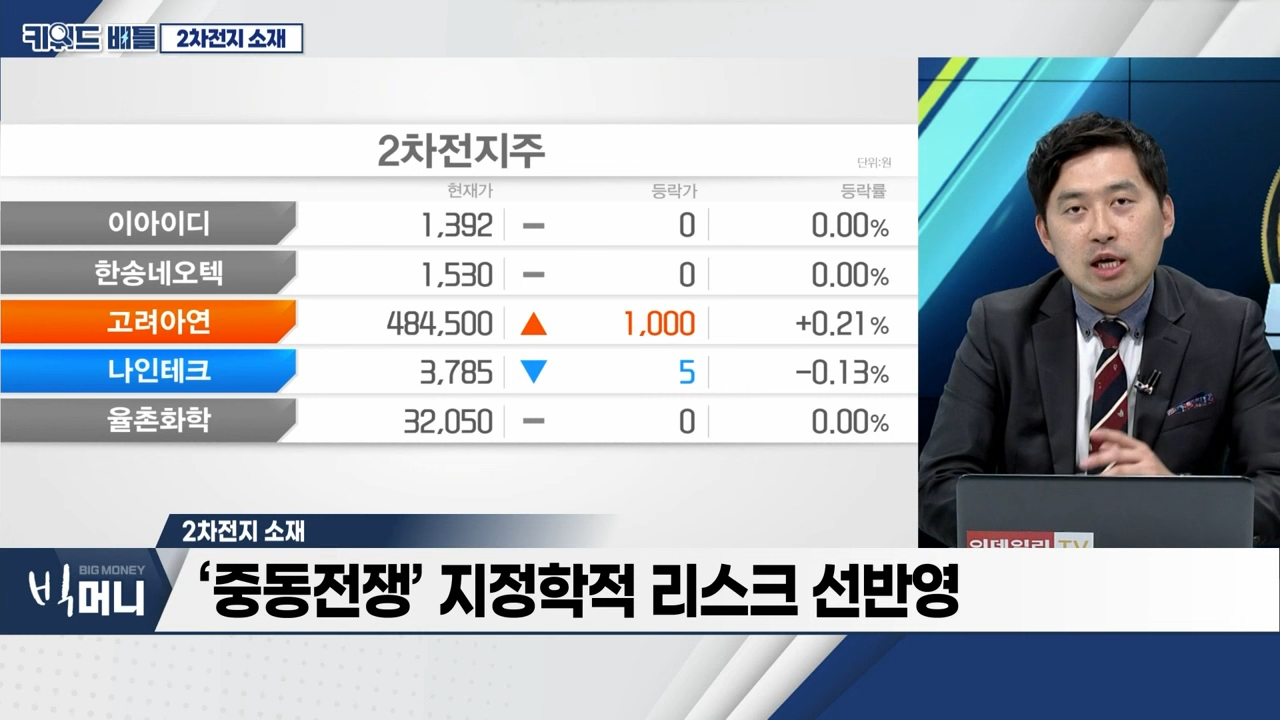 키워드 배틀 2차전지 소재
2차전지주
단위:원
현재가 등락가 등락률
이아이디 1,392 − 0 0.00%
한송네오텍 1,530 − 0 0.00%
고려아연 484,500 ▲ 1,000 +0.21%
나인테크 3,785 ▼ 5 −0.13%
율촌화학 32,050 − 0 0.00%
이데일리 TV
2차전지 소재
BIG MONEY
빅머니
‘중동전쟁’ 지정학적 리스크 선반영